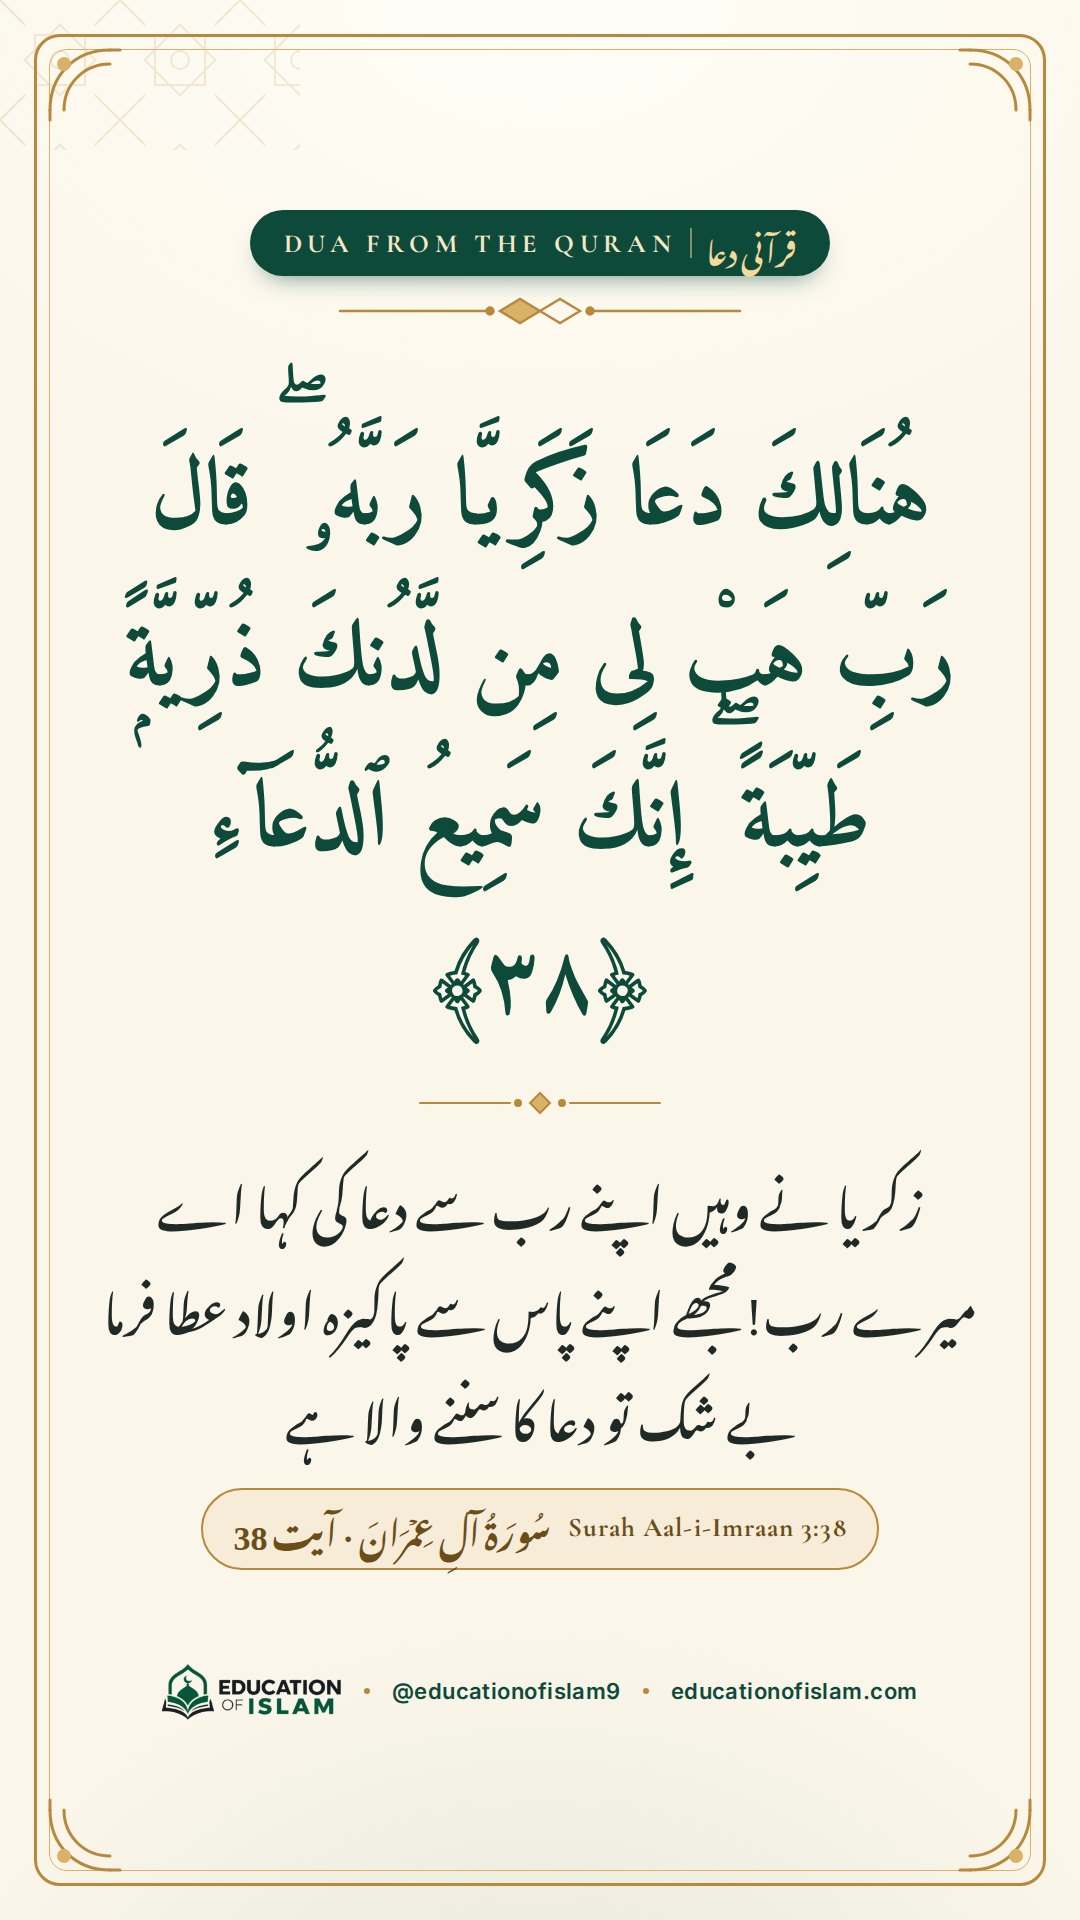 DUA FROM THE QURAN | قرآنی دعا
هُنَالِكَ دَعَا زَكَرِيَّا رَبَّهُۥ ۖ قَالَ
رَبِّ هَبْ لِى مِن لَّدُنكَ ذُرِّيَّةًۭ
طَيِّبَةً ۖ إِنَّكَ سَمِيعُ ٱلدُّعَآءِ
﴿٣٨﴾
زکریا نے وہیں اپنے رب سے دعا کی کہا اے
میرے رب! مجھے اپنے پاس سے پاکیزہ اولاد عطا فرما
بے شک تو دعا کا سننے والا ہے
سُورَةُ آلِ عِمۡرَانَ · آیت 38 Surah Aal-i-Imraan 3:38
EDUCATION OF ISLAM • @educationofislam9 • educationofislam.com